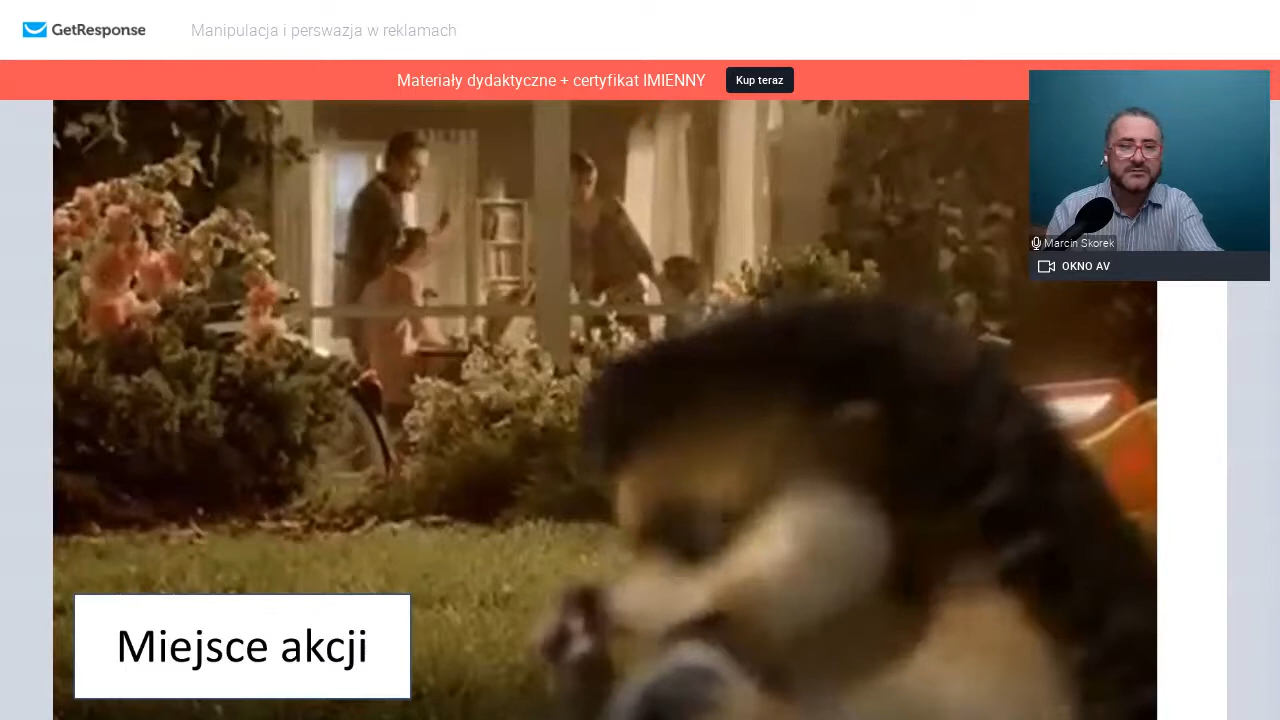 GetResponse
Manipulacja i perswazja w reklamach
Materiały dydaktyczne + certyfikat IMIENNY
Kup teraz
Marcin Skorek
OKNO AV
Miejsce akcji